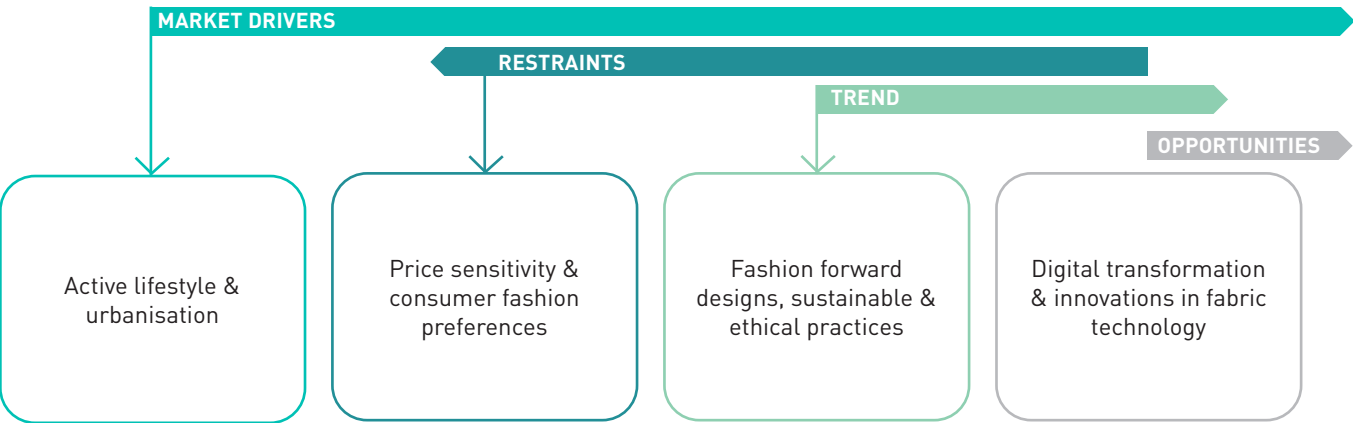 MARKET DRIVERS
RESTRAINTS
TREND
OPPORTUNITIES
Active lifestyle &
urbanisation
Price sensitivity &
consumer fashion
preferences
Fashion forward
designs, sustainable &
ethical practices
Digital transformation
& innovations in fabric
technology